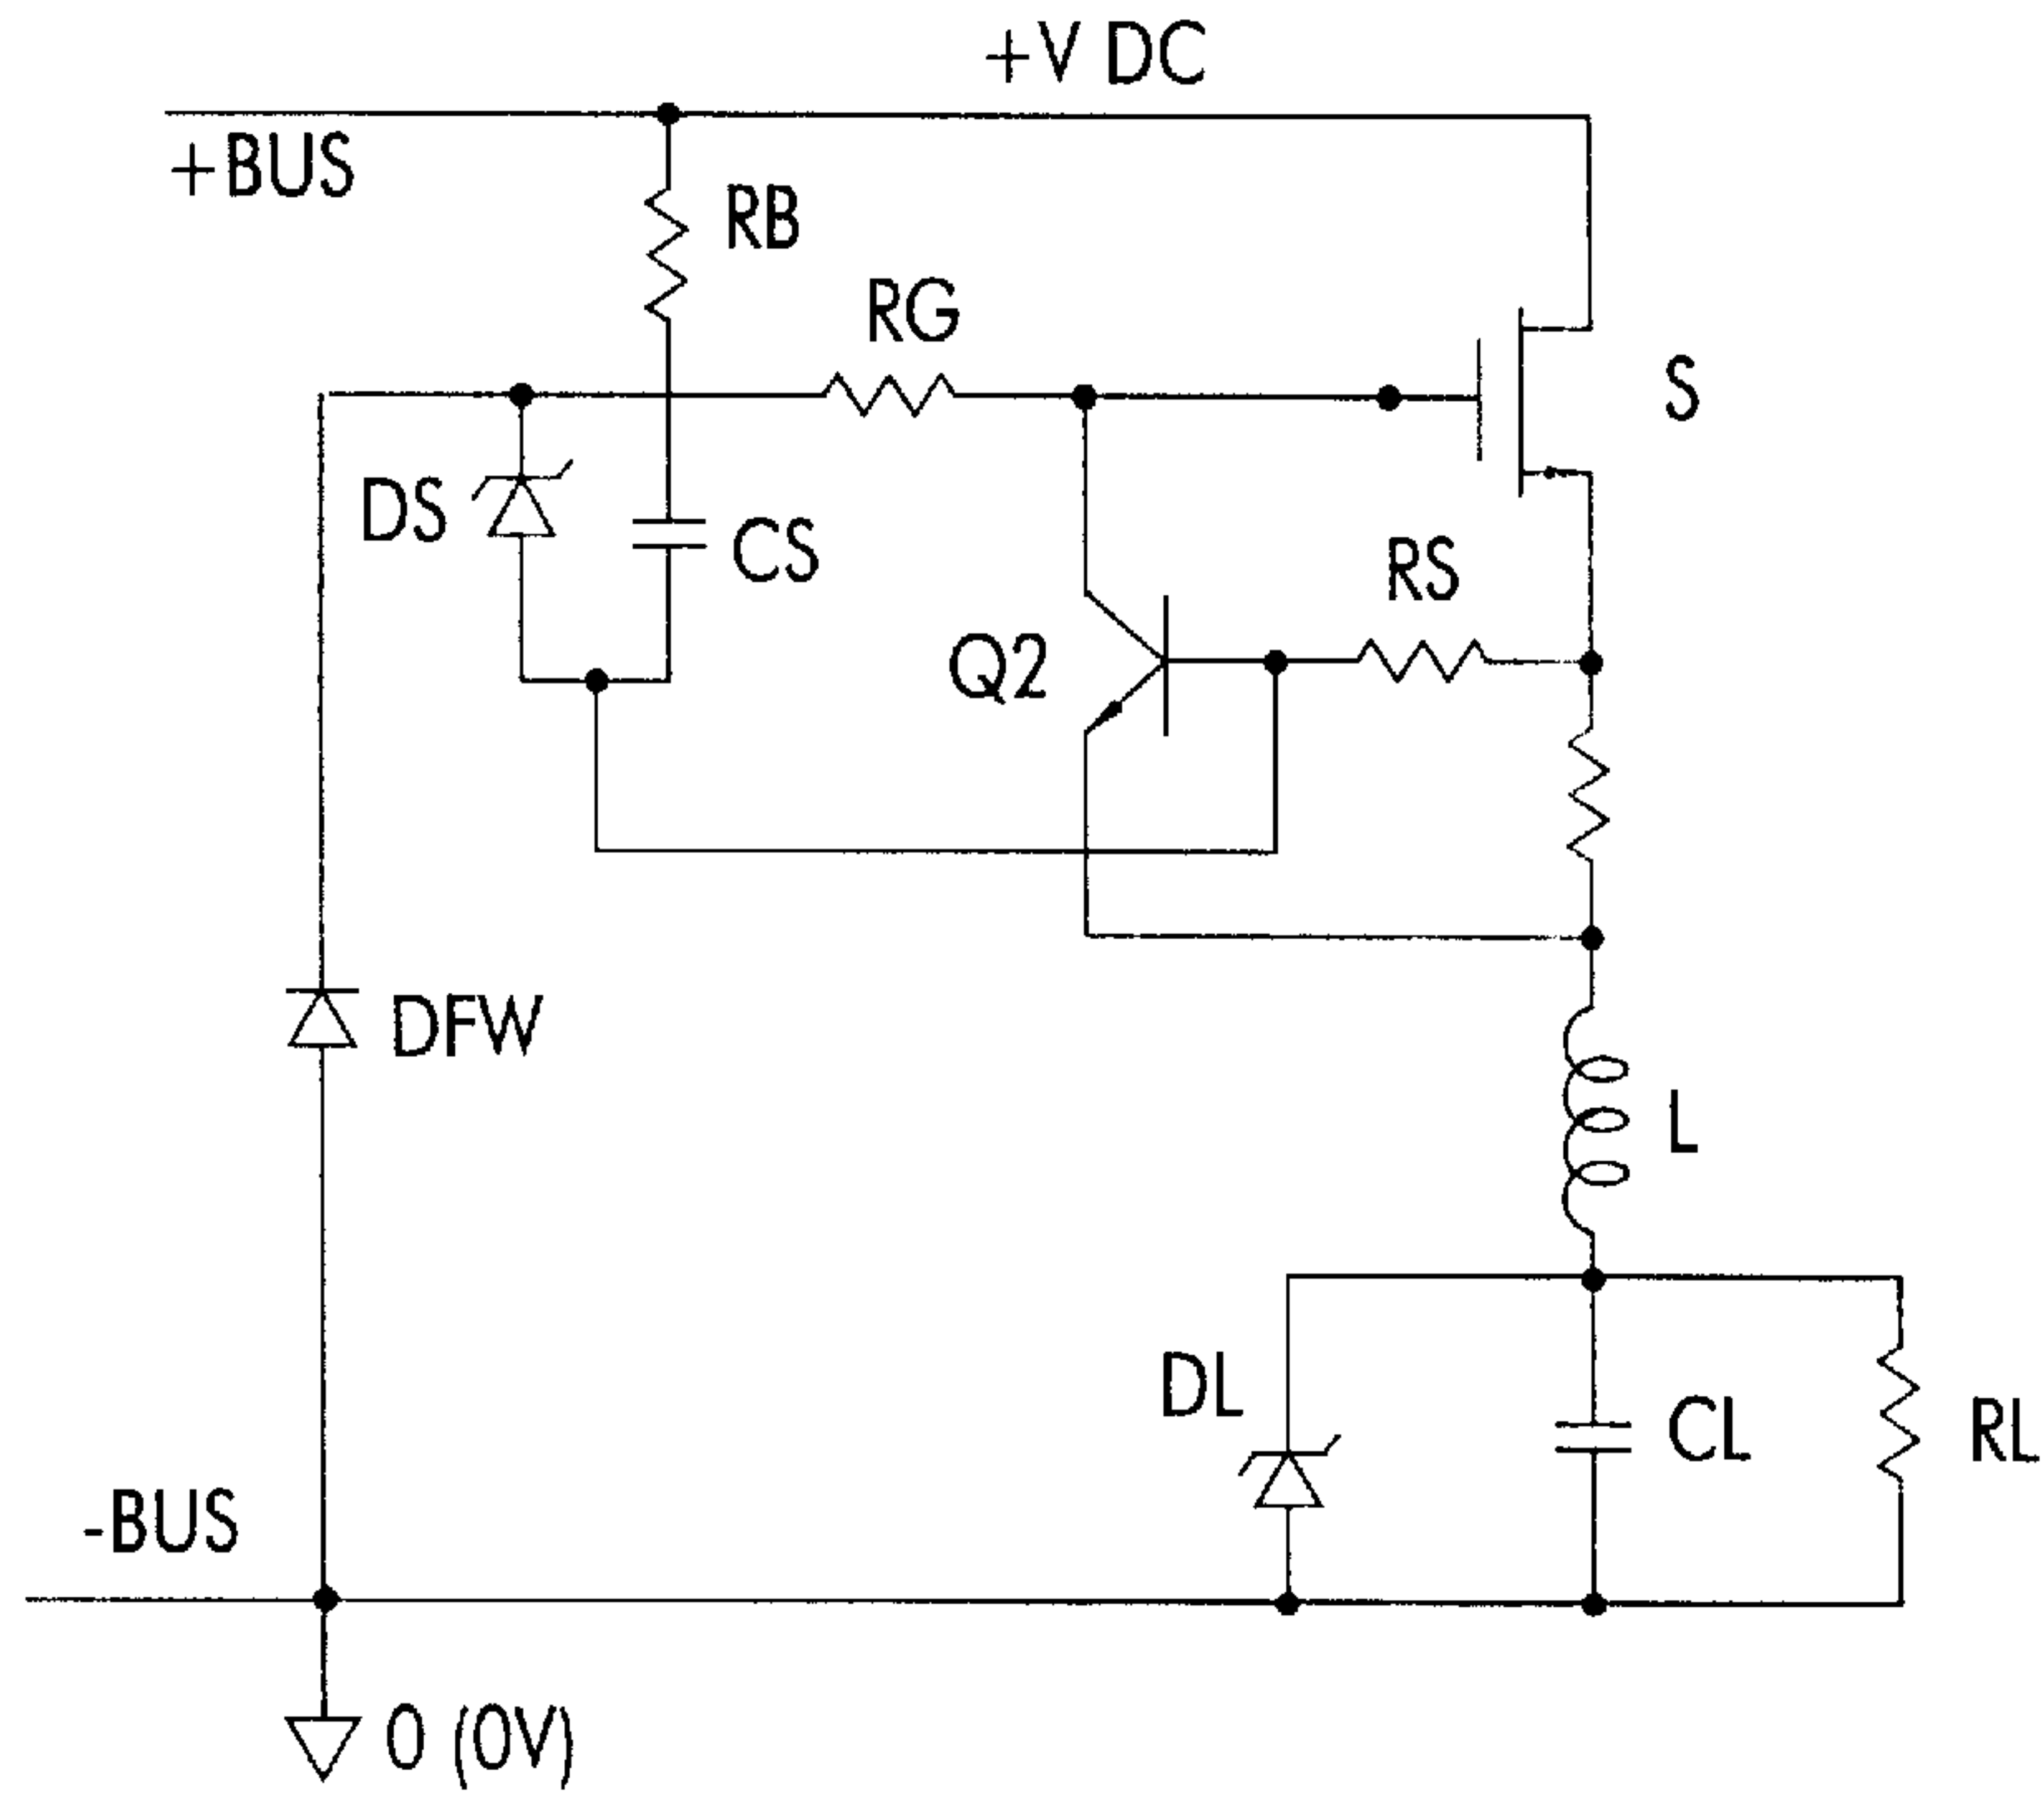 +V DC
+BUS
RB
RG
S
DS
CS
RS
Q2
DFW
L
DL
CL
RL
-BUS
0 (0V)